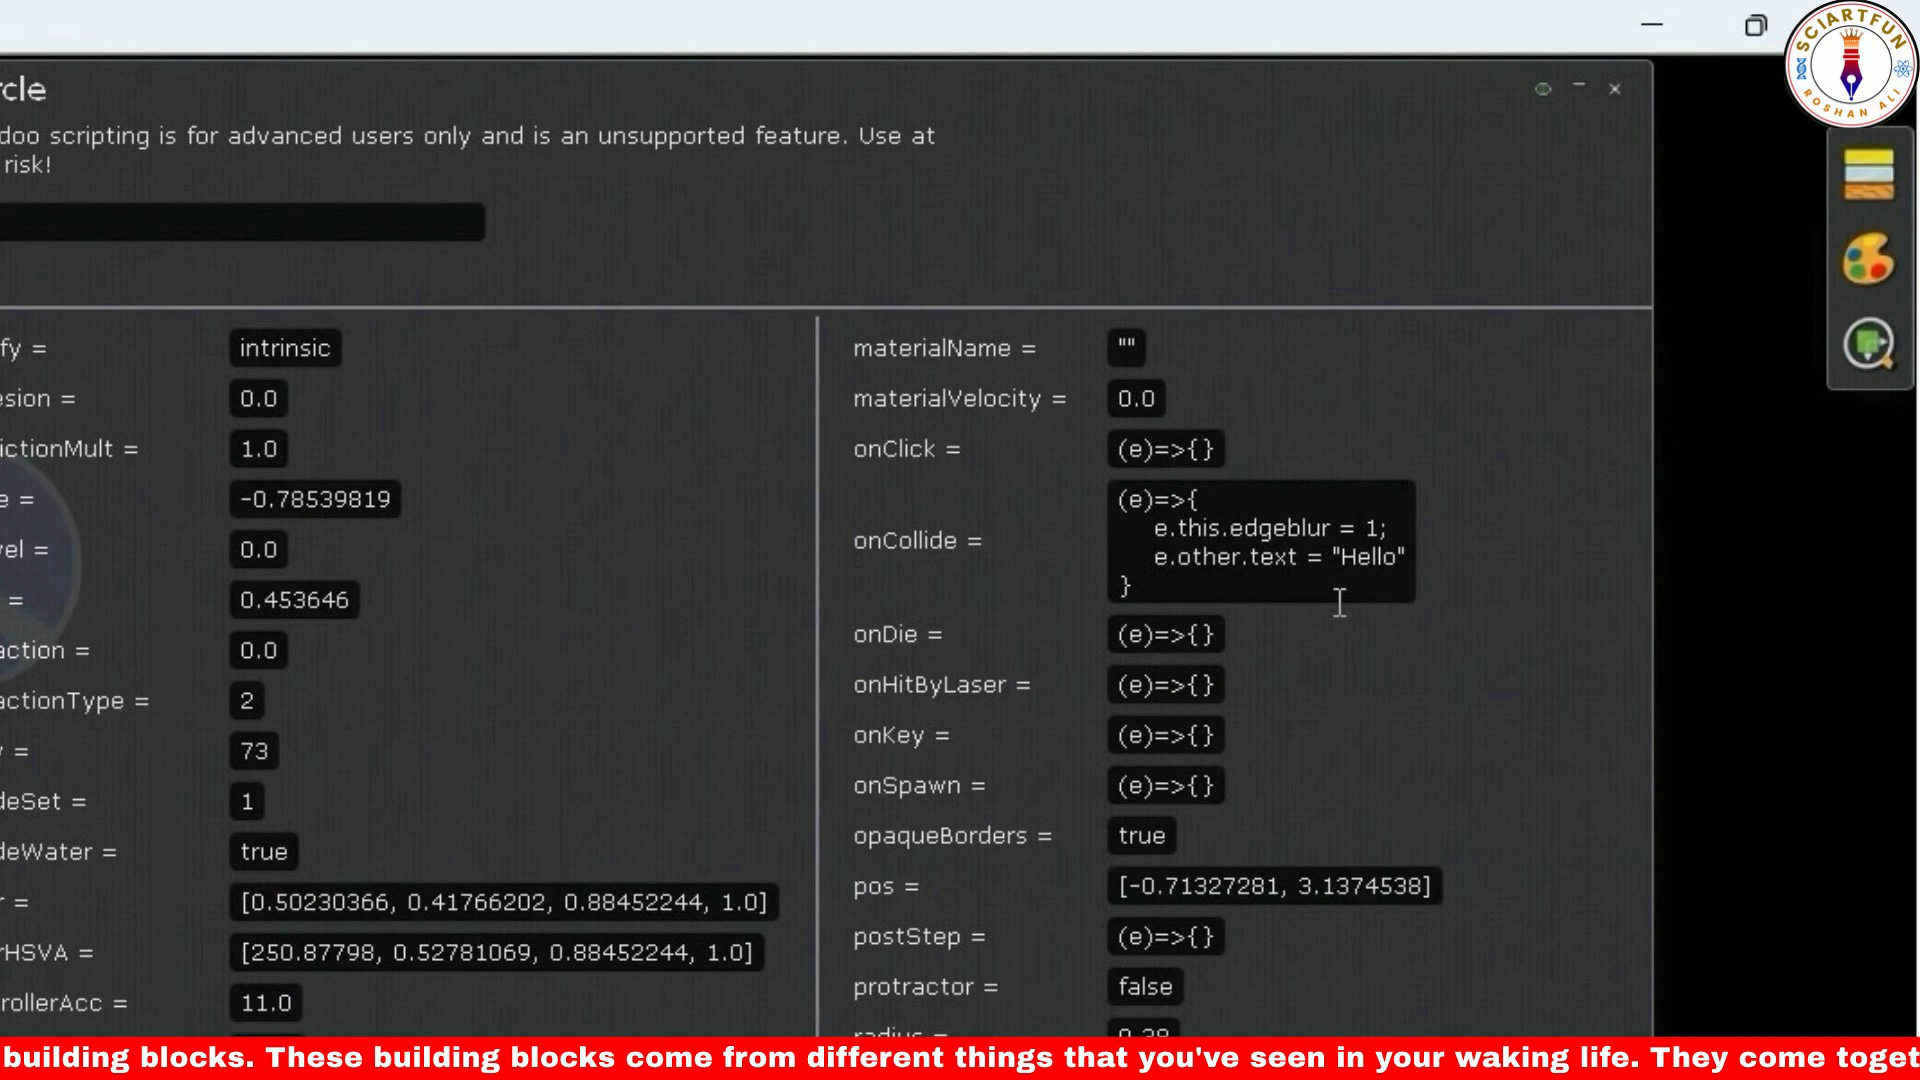 SCIARTFUN
ROSHAN ALI
rcle
doo scripting is for advanced users only and is an unsupported feature. Use at
risk!
fy = intrinsic
esion = 0.0
ictionMult = 1.0
e = -0.78539819
vel = 0.0
= 0.453646
action = 0.0
actionType = 2
y = 73
deSet = 1
deWater = true
r = [0.50230366, 0.41766202, 0.88452244, 1.0]
rHSVA = [250.87798, 0.52781069, 0.88452244, 1.0]
rollerAcc = 11.0
materialName = ""
materialVelocity = 0.0
onClick = (e)=>{}
onCollide = (e)=>{
e.this.edgeblur = 1;
e.other.text = "Hello"
}
onDie = (e)=>{}
onHitByLaser = (e)=>{}
onKey = (e)=>{}
onSpawn = (e)=>{}
opaqueBorders = true
pos = [-0.71327281, 3.1374538]
postStep = (e)=>{}
protractor = false
radius =
building blocks. These building blocks come from different things that you've seen in your waking life. They come toget